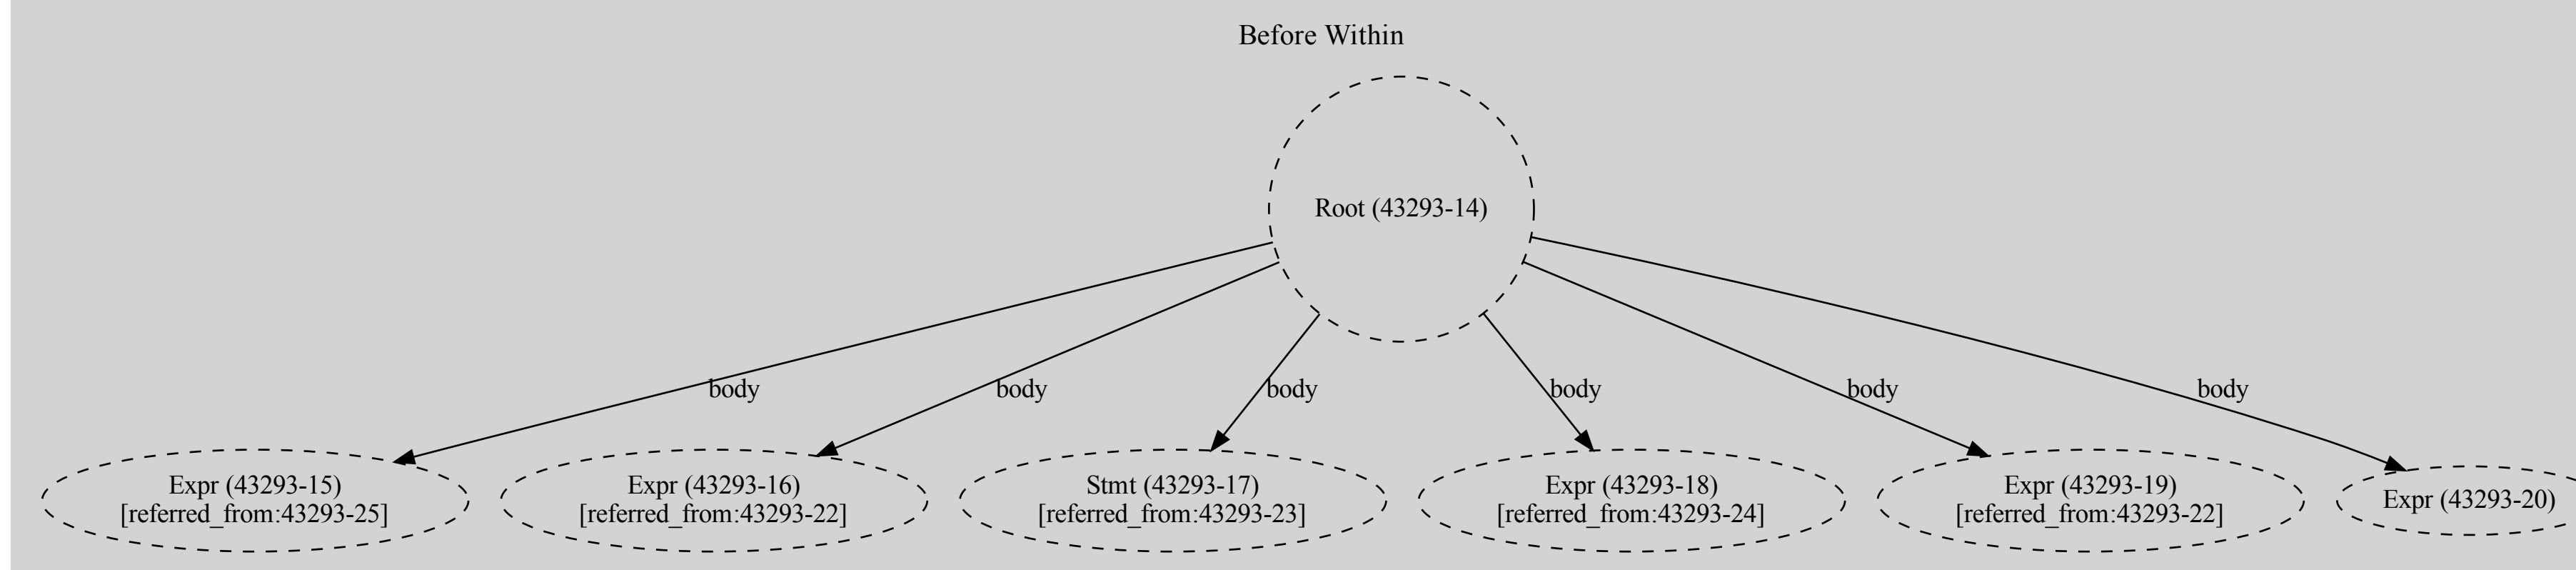 Before Within
Root (43293-14)
body
body
body
body
body
body
Expr (43293-15)
[referred_from:43293-25]
Expr (43293-16)
[referred_from:43293-22]
Stmt (43293-17)
[referred_from:43293-23]
Expr (43293-18)
[referred_from:43293-24]
Expr (43293-19)
[referred_from:43293-22]
Expr (43293-20)